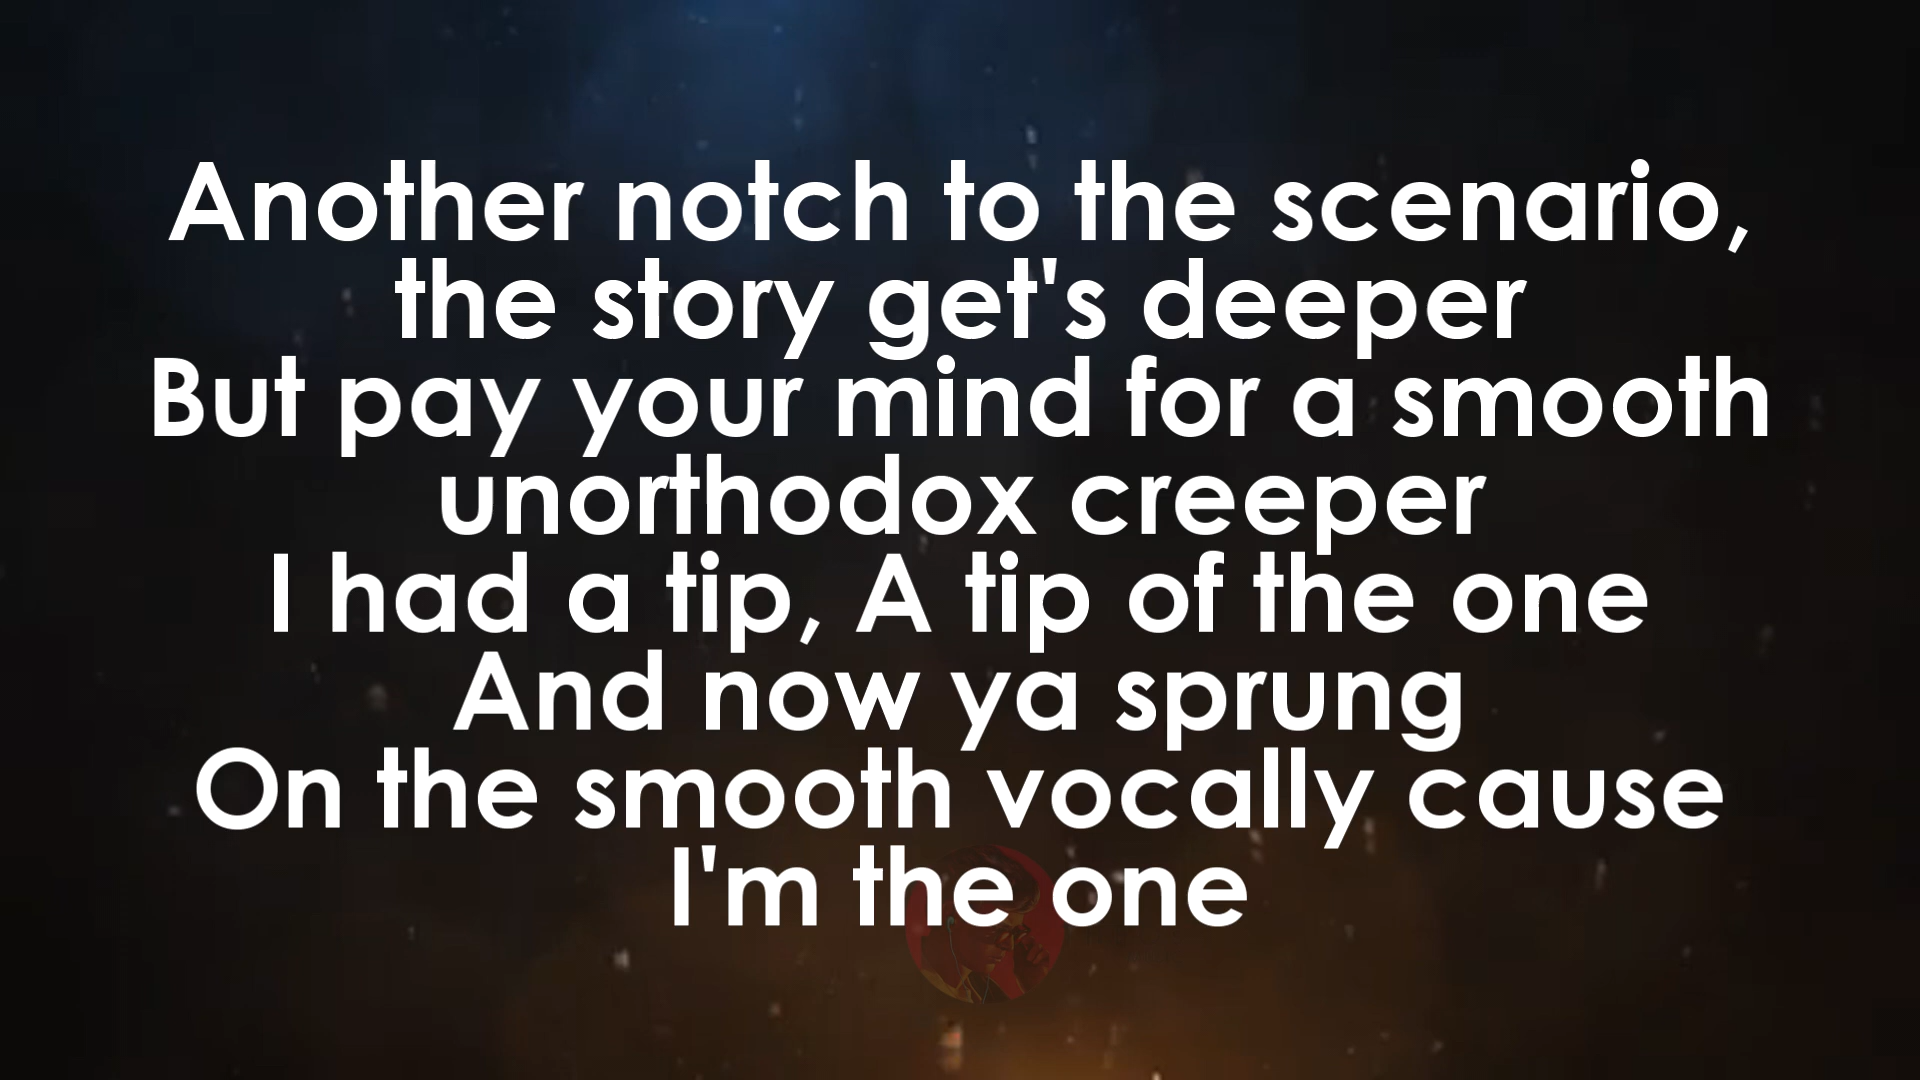 Another notch to the scenario,
the story get's deeper
But pay your mind for a smooth
unorthodox creeper
I had a tip, A tip of the one
And now ya sprung
On the smooth vocally cause
I'm the one